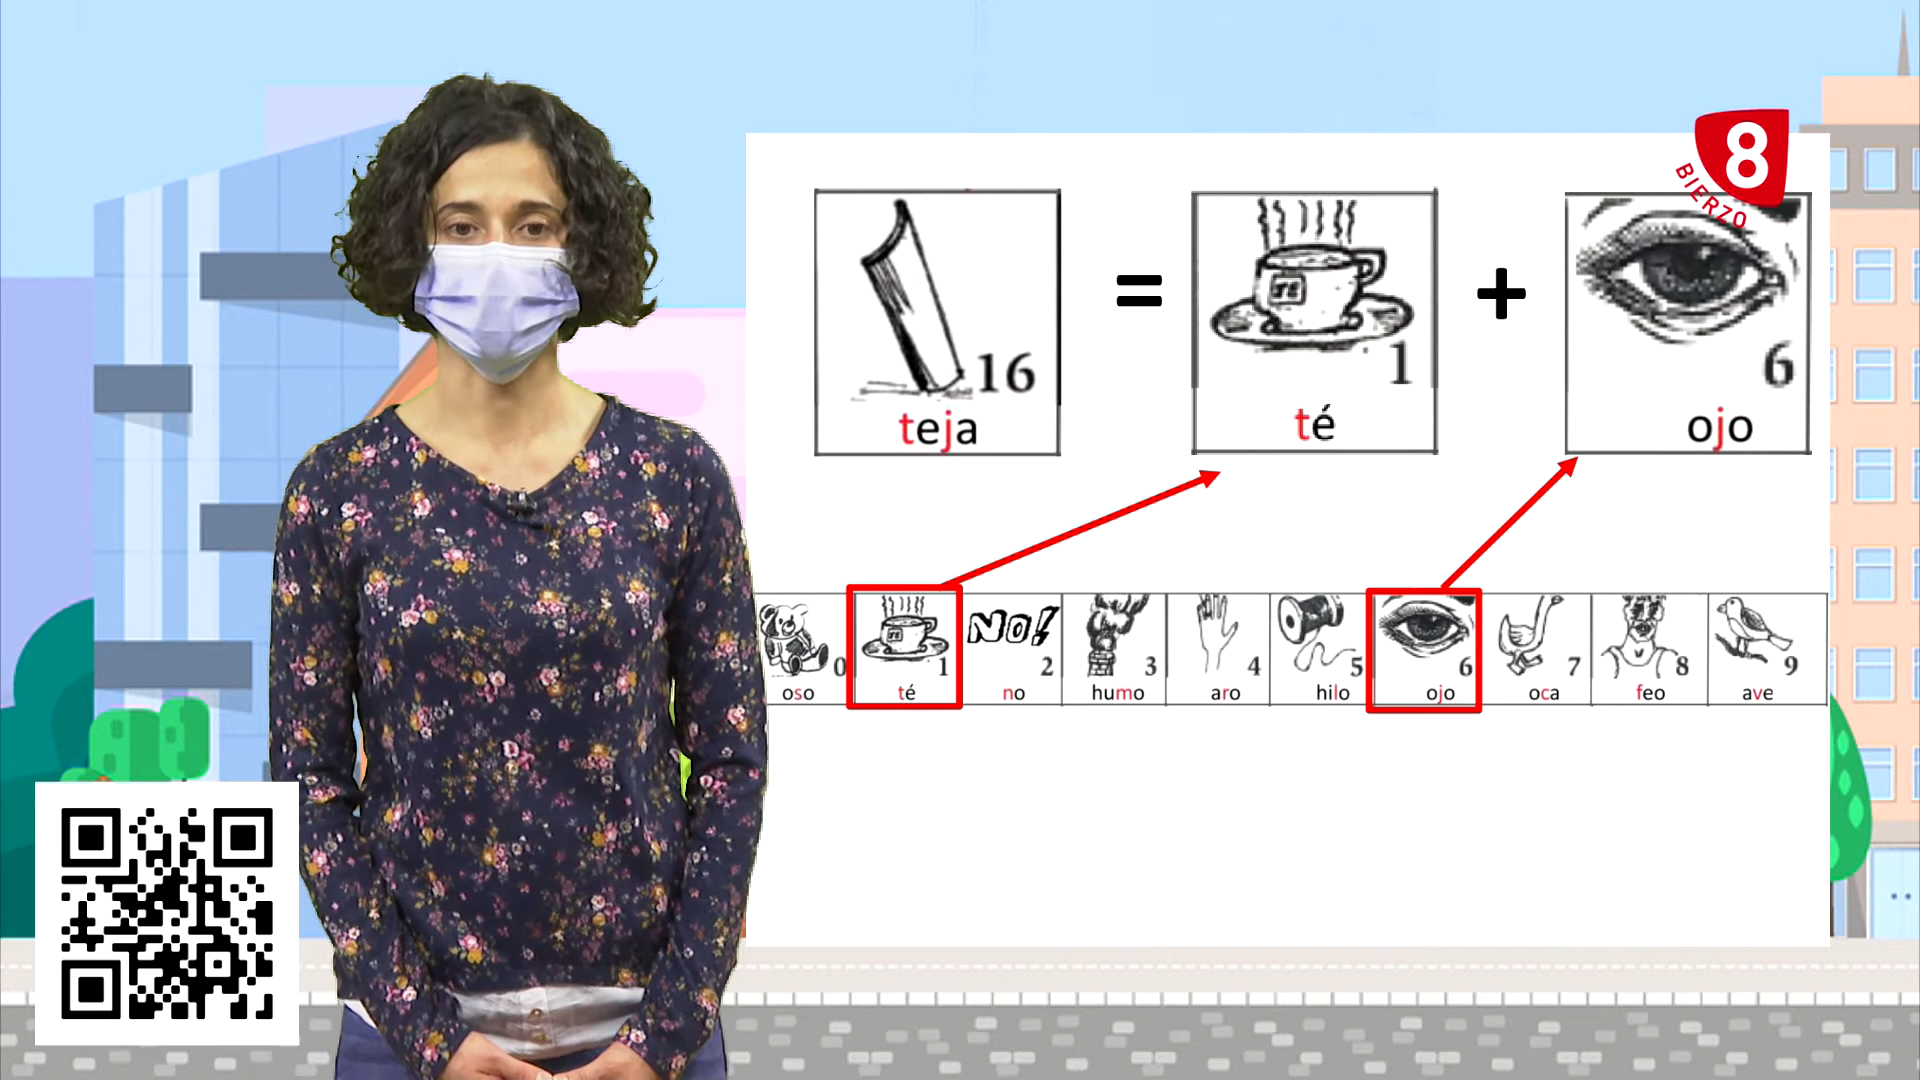 8
BIERZO
16
teja
=
TÉ
1
té
+
6
ojo
0
oso
1
té
NO!
2
no
3
humo
4
aro
5
hilo
6
ojo
7
oca
8
feo
9
ave